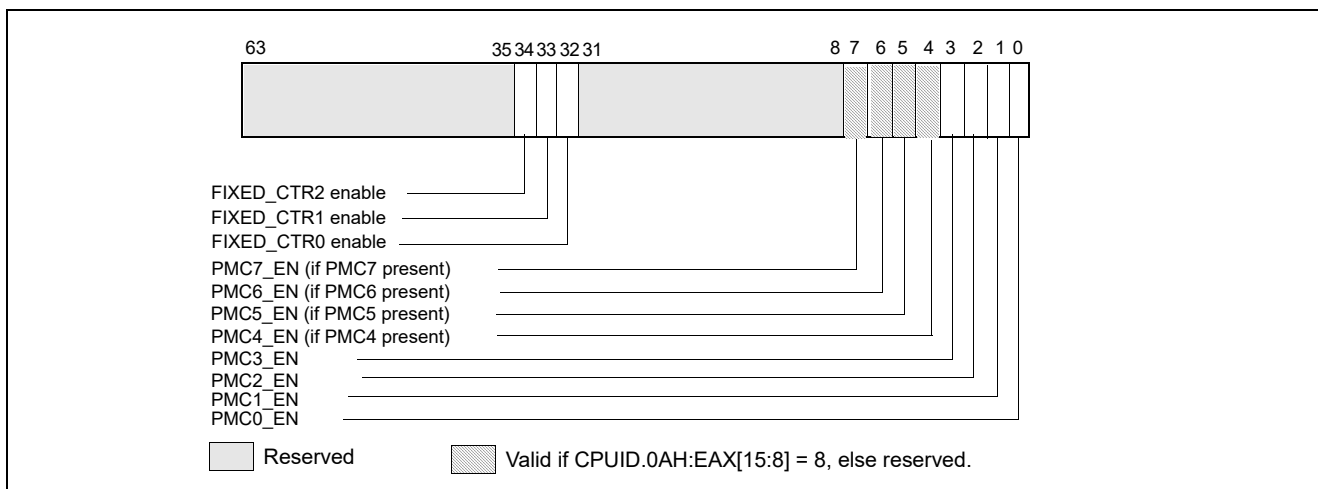 63 35 34 33 32 31 8 7 6 5 4 3 2 1 0
FIXED_CTR2 enable
FIXED_CTR1 enable
FIXED_CTR0 enable
PMC7_EN (if PMC7 present)
PMC6_EN (if PMC6 present)
PMC5_EN (if PMC5 present)
PMC4_EN (if PMC4 present)
PMC3_EN
PMC2_EN
PMC1_EN
PMC0_EN
Reserved Valid if CPUID.0AH:EAX[15:8] = 8, else reserved.